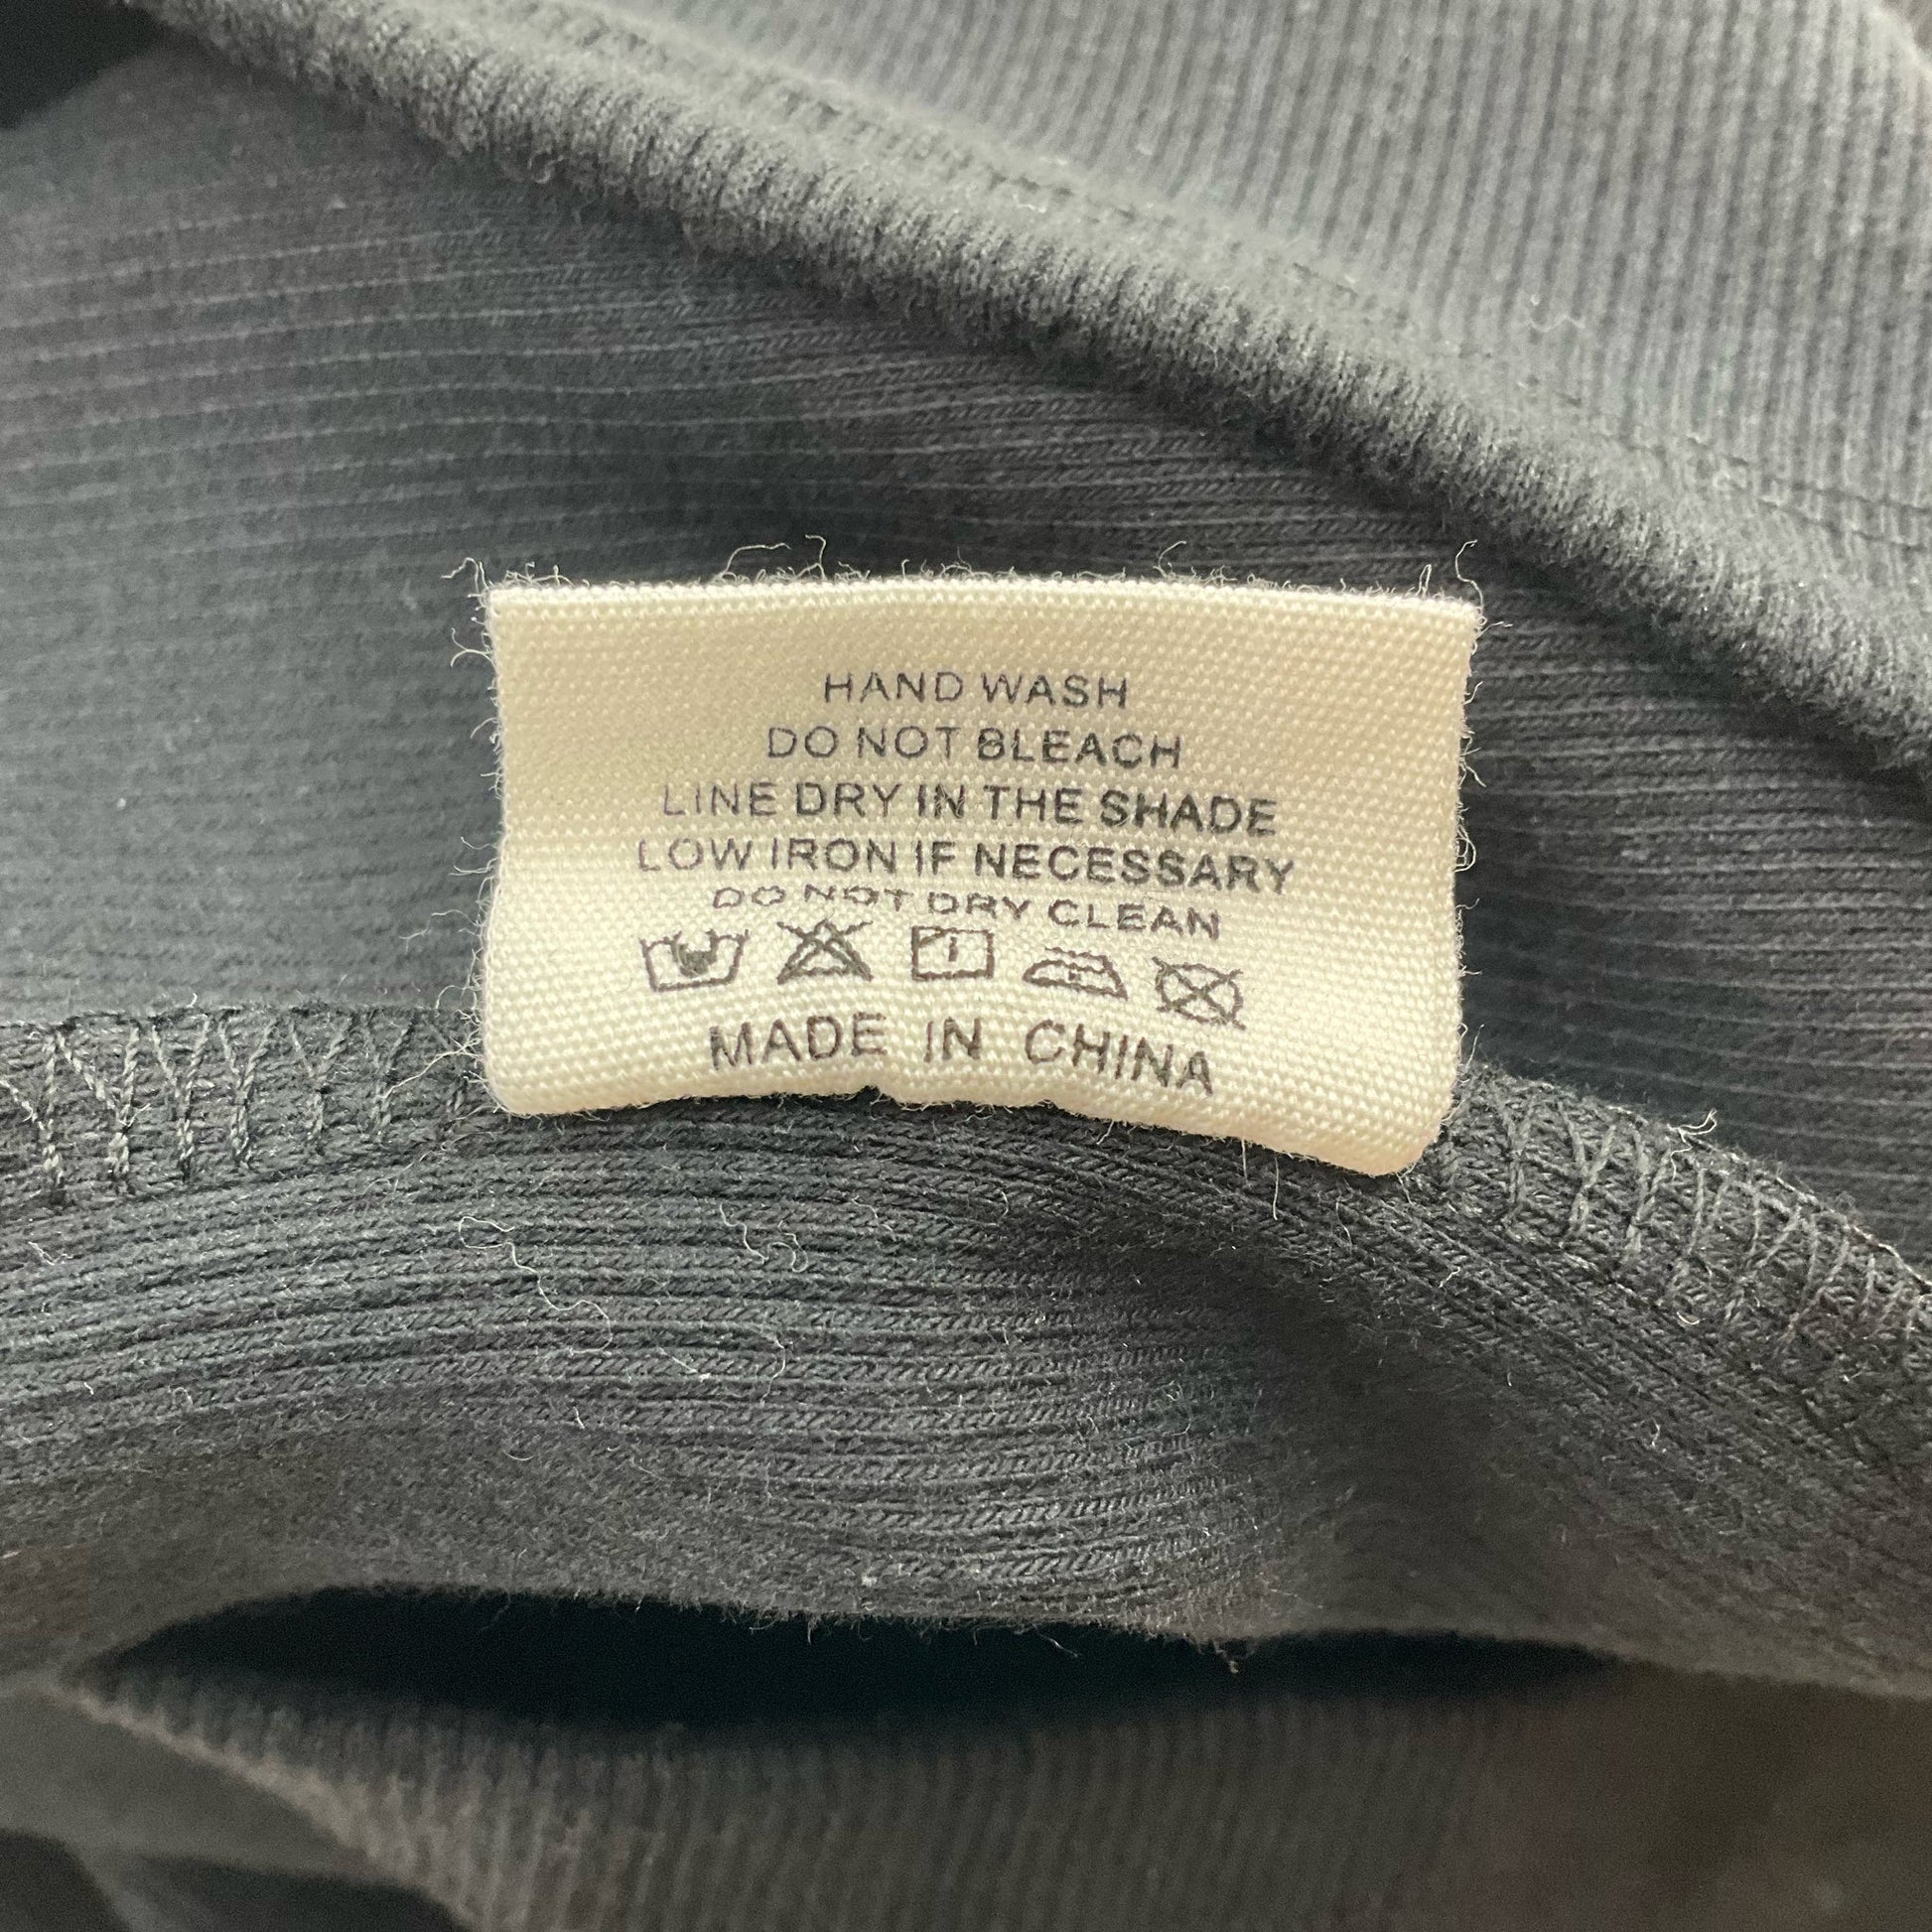 HAND WASH
DO NOT BLEACH
LINE DRY IN THE SHADE
LOW IRON IF NECESSARY
DO NOT DRY CLEAN
MADE IN CHINA